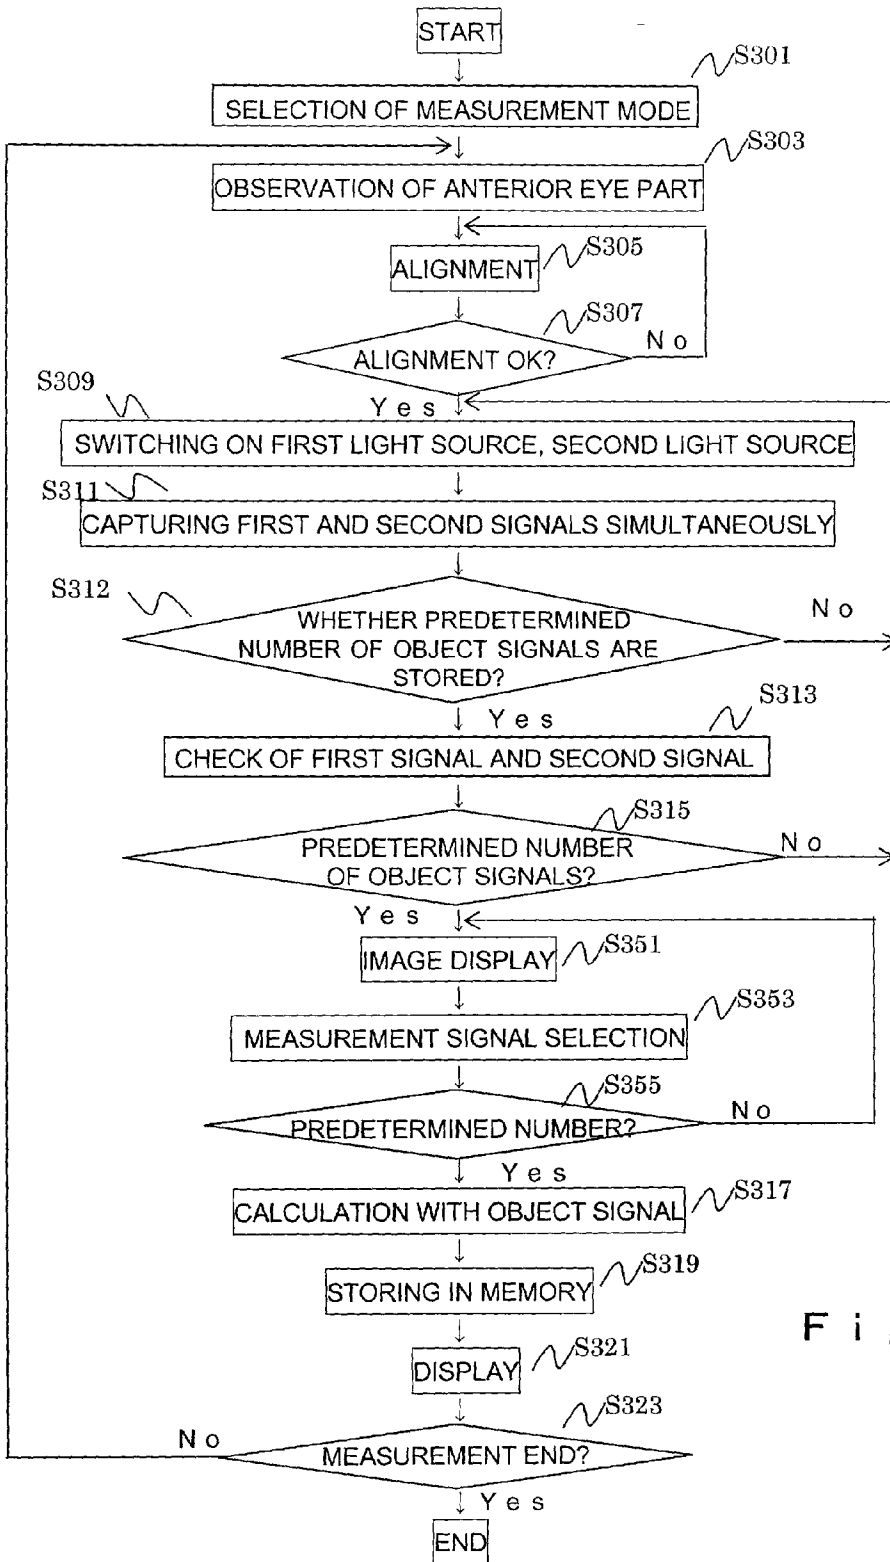 START
S301
SELECTION OF MEASUREMENT MODE
S303
OBSERVATION OF ANTERIOR EYE PART
S305
ALIGNMENT
S307
No
ALIGNMENT OK?
S309
Yes
SWITCHING ON FIRST LIGHT SOURCE, SECOND LIGHT SOURCE
S311
CAPTURING FIRST AND SECOND SIGNALS SIMULTANEOUSLY
S312
No
WHETHER PREDETERMINED
NUMBER OF OBJECT SIGNALS ARE
STORED?
S313
Yes
CHECK OF FIRST SIGNAL AND SECOND SIGNAL
S315
No
PREDETERMINED NUMBER
OF OBJECT SIGNALS?
Yes
IMAGE DISPLAY
S351
S353
MEASUREMENT SIGNAL SELECTION
S355
No
PREDETERMINED NUMBER?
Yes
S317
CALCULATION WITH OBJECT SIGNAL
S319
STORING IN MEMORY
Fi
S321
DISPLAY
S323
No
MEASUREMENT END?
Yes
END